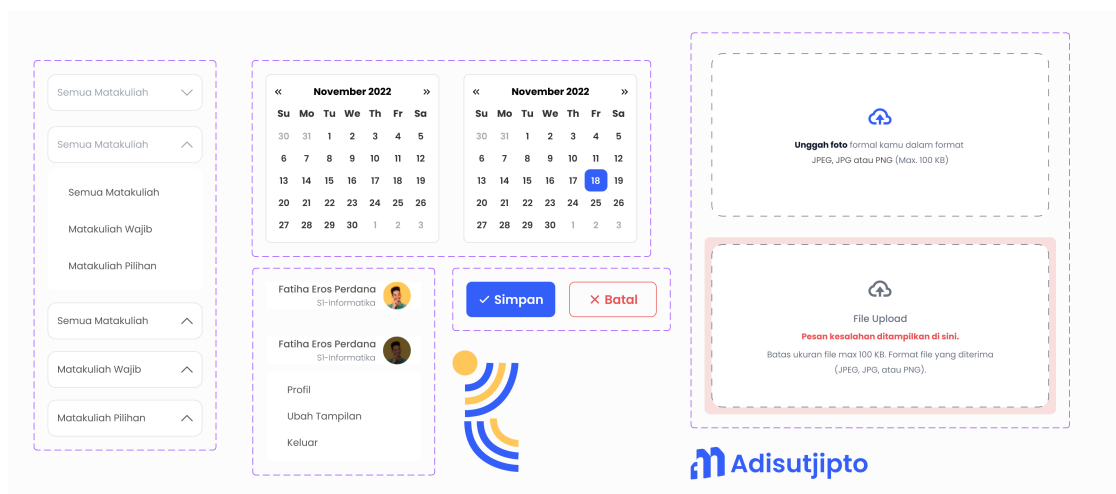 Semua Matakuliah
Semua Matakuliah
Semua Matakuliah
Matakuliah Wajib
Matakuliah Pilihan
Semua Matakuliah
Matakuliah Wajib
Matakuliah Pilihan
« November 2022 »
Su Mo Tu We Th Fr Sa
30 31 1 2 3 4 5
6 7 8 9 10 11 12
13 14 15 16 17 18 19
20 21 22 23 24 25 26
27 28 29 30 1 2 3
« November 2022 »
Su Mo Tu We Th Fr Sa
30 31 1 2 3 4 5
6 7 8 9 10 11 12
13 14 15 16 17 18 19
20 21 22 23 24 25 26
27 28 29 30 1 2 3
Fatiha Eros Perdana
S1-Informatika
Fatiha Eros Perdana
S1-Informatika
Profil
Ubah Tampilan
Keluar
Simpan
Batal
Unggah foto formal kamu dalam format
JPEG, JPG atau PNG (Max. 100 KB)
File Upload
Pesan kesalahan ditampilkan di sini.
Batas ukuran file max 100 KB. Format file yang diterima
(JPEG, JPG, atau PNG).
Adisutjipto